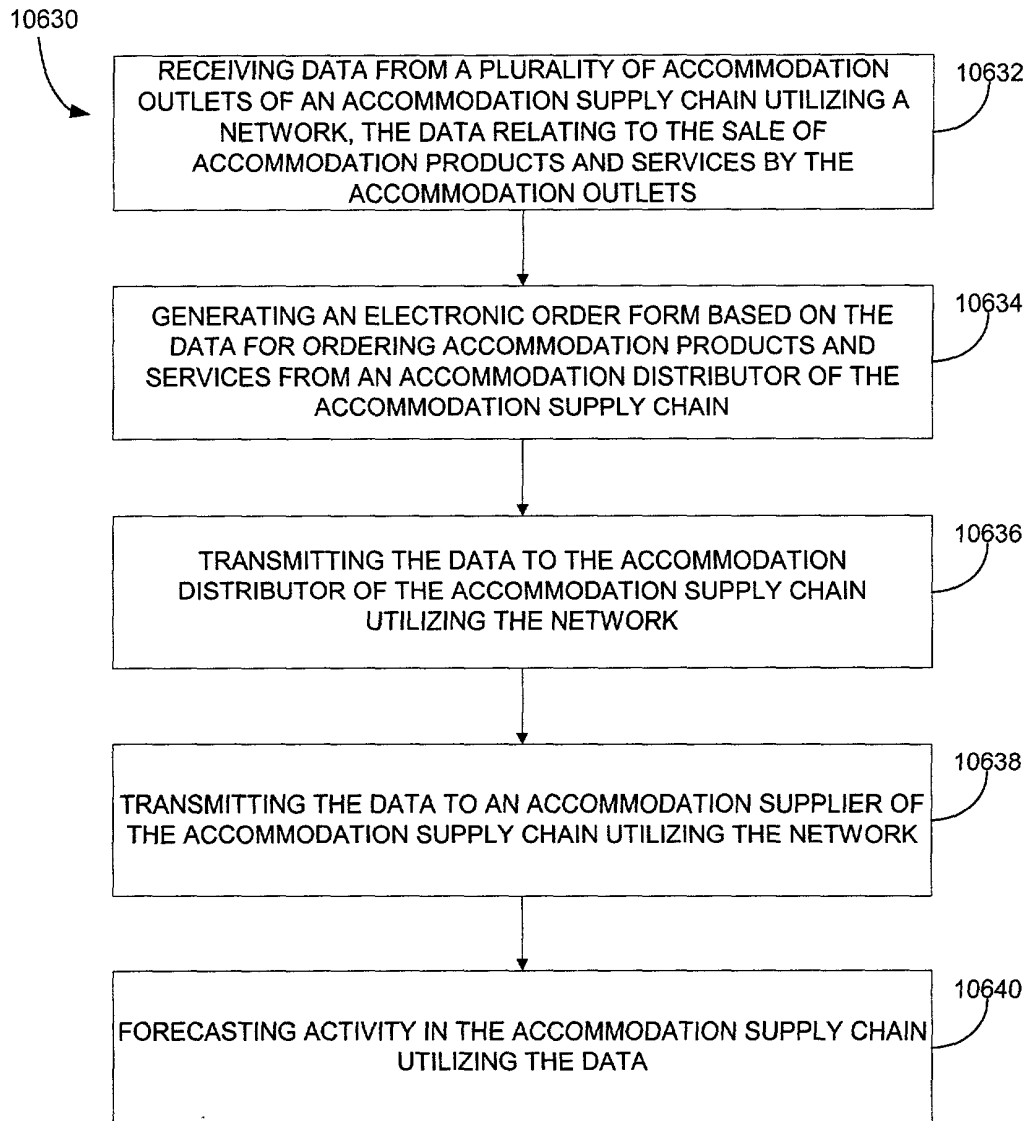 10630
RECEIVING DATA FROM A PLURALITY OF ACCOMMODATION
OUTLETS OF AN ACCOMMODATION SUPPLY CHAIN UTILIZING A
NETWORK, THE DATA RELATING TO THE SALE OF
ACCOMMODATION PRODUCTS AND SERVICES BY THE
ACCOMMODATION OUTLETS
10632
GENERATING AN ELECTRONIC ORDER FORM BASED ON THE
DATA FOR ORDERING ACCOMMODATION PRODUCTS AND
SERVICES FROM AN ACCOMMODATION DISTRIBUTOR OF THE
ACCOMMODATION SUPPLY CHAIN
10634
TRANSMITTING THE DATA TO THE ACCOMMODATION
DISTRIBUTOR OF THE ACCOMMODATION SUPPLY CHAIN
UTILIZING THE NETWORK
10636
TRANSMITTING THE DATA TO AN ACCOMMODATION SUPPLIER OF
THE ACCOMMODATION SUPPLY CHAIN UTILIZING THE NETWORK
10638
FORECASTING ACTIVITY IN THE ACCOMMODATION SUPPLY CHAIN
UTILIZING THE DATA
10640